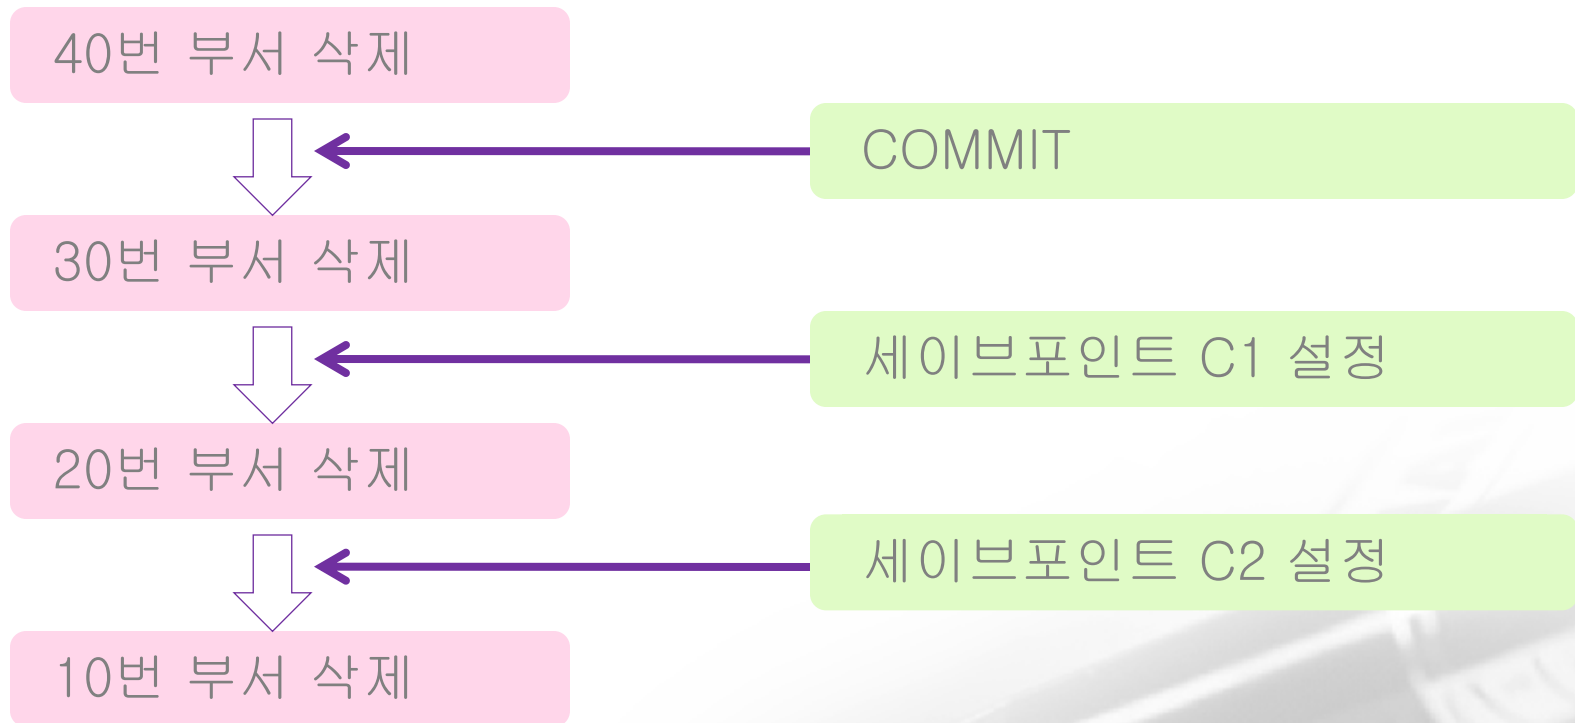 40번 부서 삭제
COMMIT
30번 부서 삭제
세이브포인트 C1 설정
20번 부서 삭제
세이브포인트 C2 설정
10번 부서 삭제